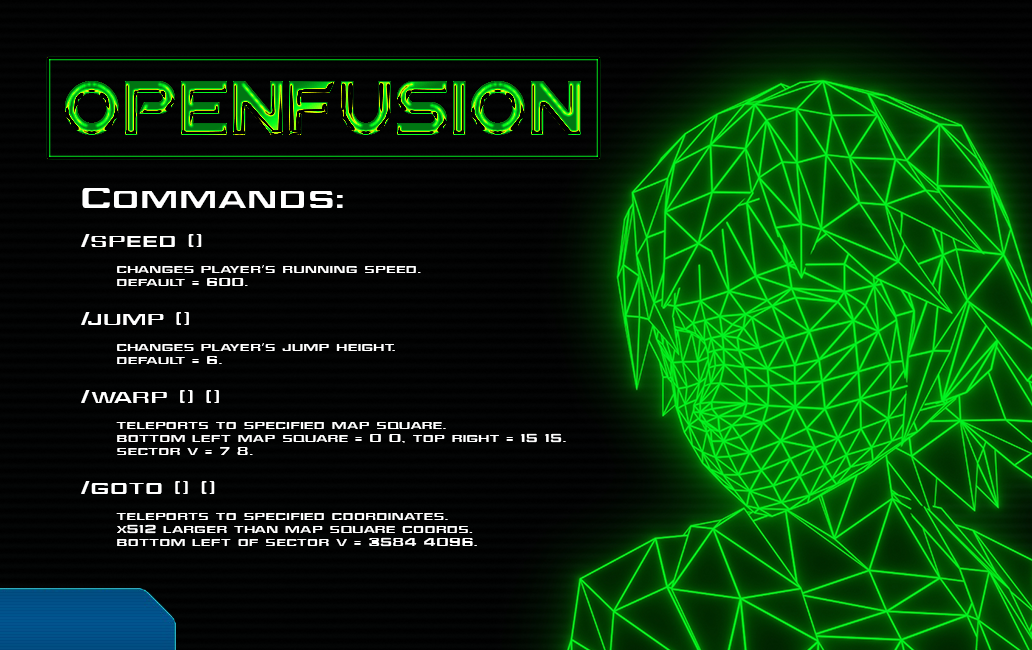 OPENFUSION
COMMANDS:
/SPEED []
CHANGES PLAYER'S RUNNING SPEED.
DEFAULT = 600.
/JUMP []
CHANGES PLAYER'S JUMP HEIGHT.
DEFAULT = 6.
/WARP [] []
TELEPORTS TO SPECIFIED MAP SQUARE.
BOTTOM LEFT MAP SQUARE = 0 0, TOP RIGHT = 15 15.
SECTOR V = 7 8.
/GOTO [] []
TELEPORTS TO SPECIFIED COORDINATES.
X512 LARGER THAN MAP SQUARE COORDS.
BOTTOM LEFT OF SECTOR V = 3584 4096.